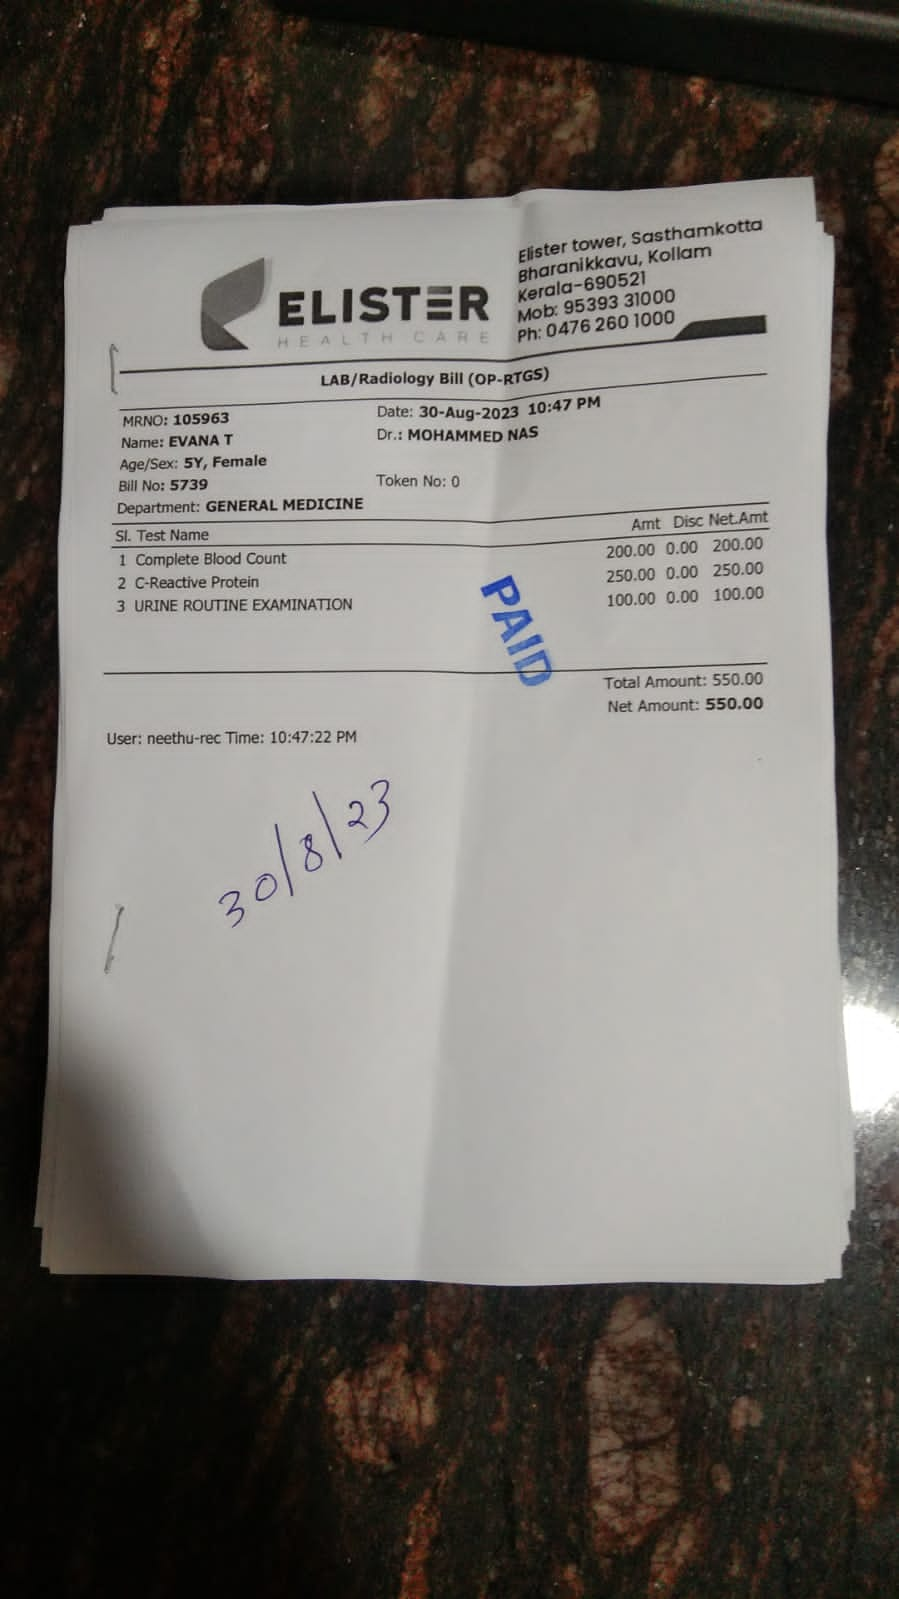 ELISTER
HEALTH CARE
Elister tower, Sasthamkotta
Bharanikkavu, Kollam
Kerala-690521
Mob: 95393 31000
Ph: 0476 260 1000
LAB/Radiology Bill (OP-RTGS)
MRNO: 105963 Date: 30-Aug-2023 10:47 PM
Name: EVANA T Dr.: MOHAMMED NAS
Age/Sex: 5Y, Female
Bill No: 5739 Token No: 0
Department: GENERAL MEDICINE
Sl. Test Name Amt Disc Net.Amt
1 Complete Blood Count 200.00 0.00 200.00
2 C-Reactive Protein 250.00 0.00 250.00
3 URINE ROUTINE EXAMINATION 100.00 0.00 100.00
PAID
Total Amount: 550.00
Net Amount: 550.00
User: neethu-rec Time: 10:47:22 PM
30/8/23